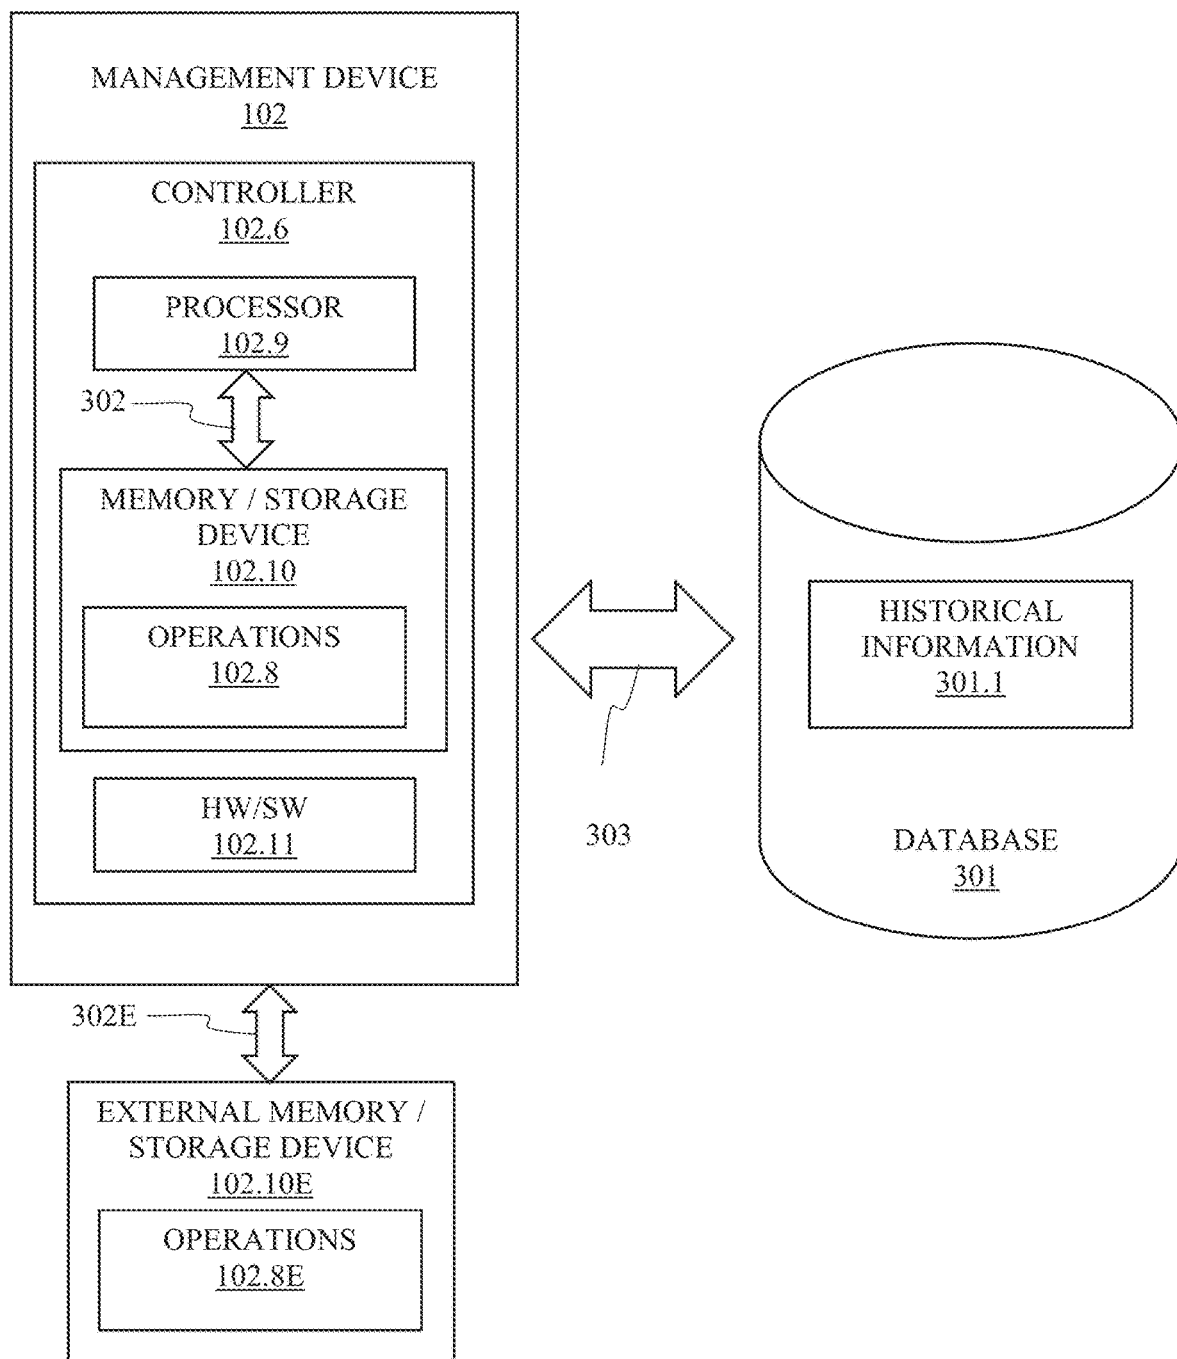 MANAGEMENT DEVICE
102
CONTROLLER
102.6
PROCESSOR
102.9
302
MEMORY / STORAGE
DEVICE
102.10
OPERATIONS
102.8
HW/SW
102.11
303
HISTORICAL
INFORMATION
301.1
DATABASE
301
302E
EXTERNAL MEMORY /
STORAGE DEVICE
102.10E
OPERATIONS
102.8E